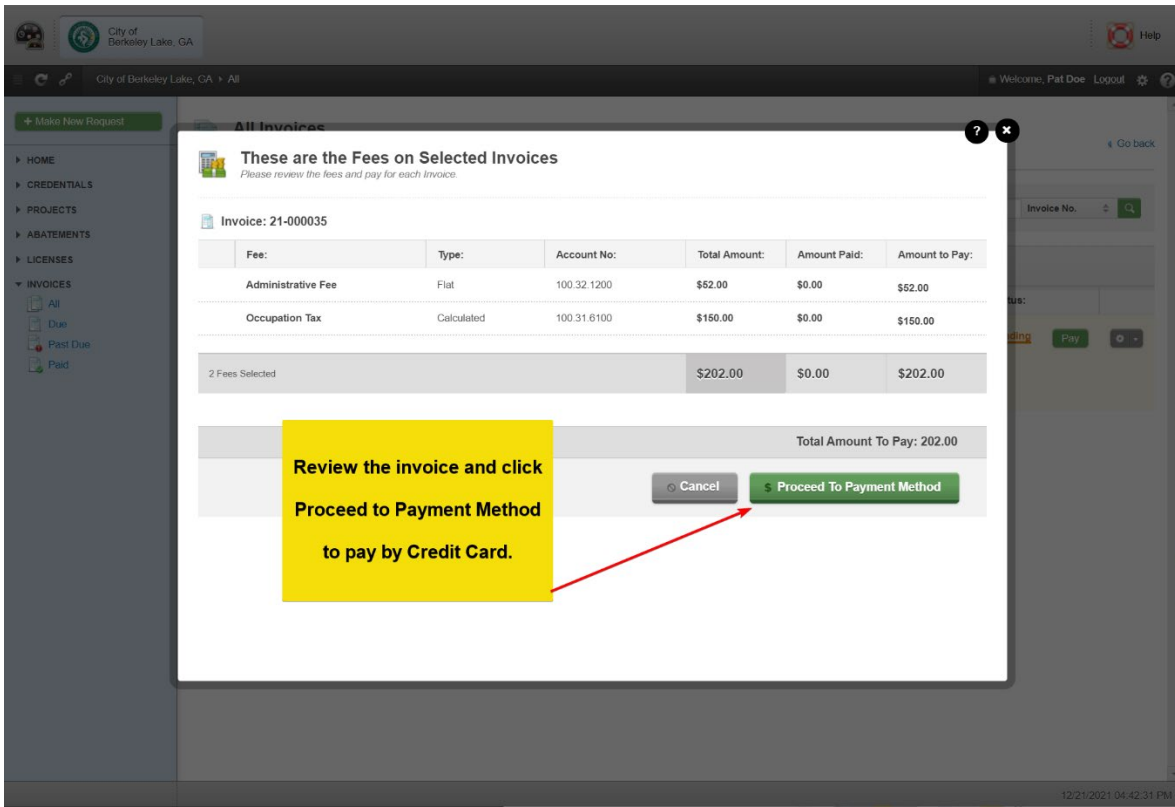 City of
Berkeley Lake, GA
Help
City of Berkeley Lake, GA › All
Welcome, Pat Doe Logout
+ Make New Request
All Invoices
Go back
HOME
CREDENTIALS
PROJECTS
ABATEMENTS
LICENSES
INVOICES
All
Due
Past Due
Paid
Invoice No.
tus:
ding Pay
? ×
These are the Fees on Selected Invoices
Please review the fees and pay for each Invoice.
Invoice: 21-000035
Fee: Type: Account No: Total Amount: Amount Paid: Amount to Pay:
Administrative Fee Flat 100.32.1200 $52.00 $0.00 $52.00
Occupation Tax Calculated 100.31.6100 $150.00 $0.00 $150.00
2 Fees Selected $202.00 $0.00 $202.00
Total Amount To Pay: 202.00
Cancel $ Proceed To Payment Method
Review the invoice and click
Proceed to Payment Method
to pay by Credit Card.
12/21/2021 04:42:31 PM